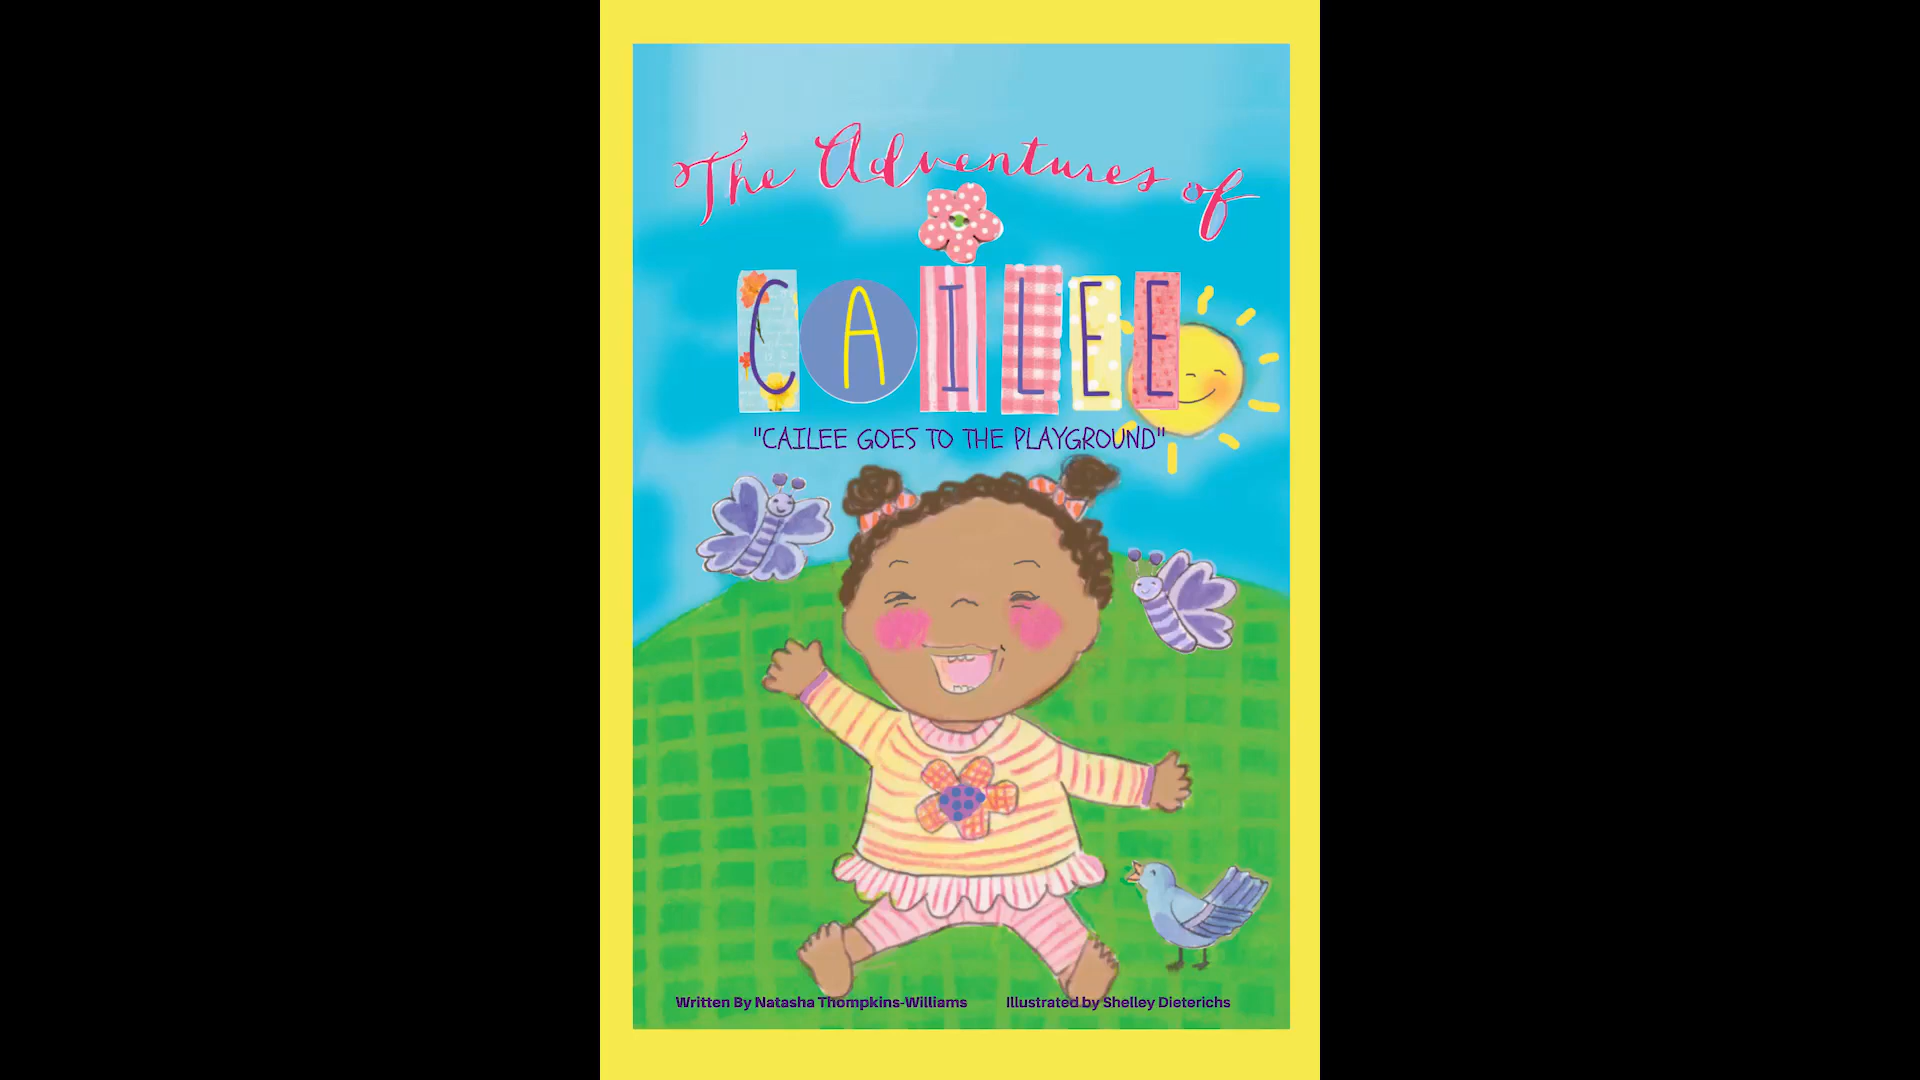 The Adventures of
CAILEE
"CAILEE GOES TO THE PLAYGROUND"
Written By Natasha Thompkins-Williams
Illustrated by Shelley Dieterichs